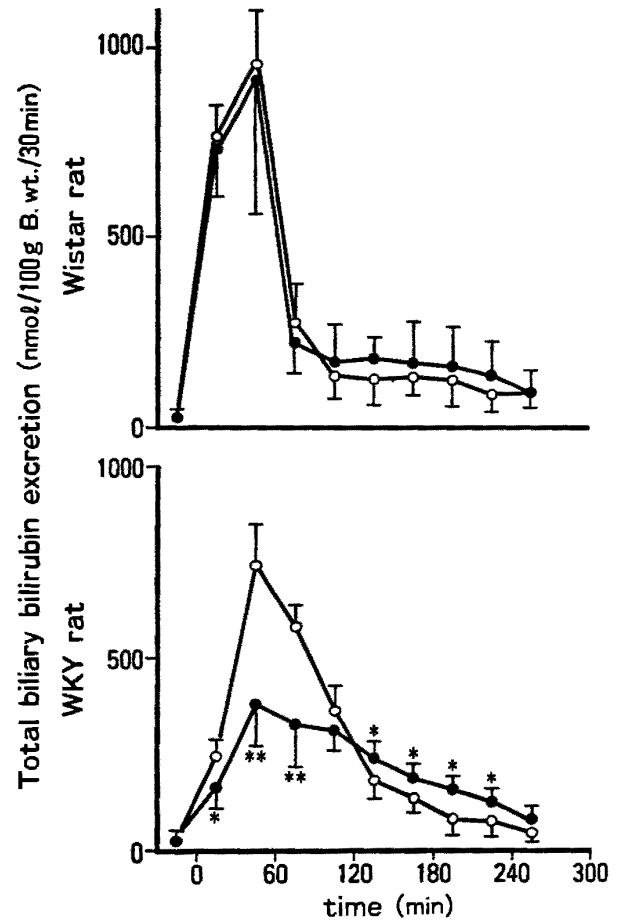 Total biliary bilirubin excretion (nmoℓ/100g B.wt./30min)
Wistar rat
1000
500
0
WKY rat
1000
500
0
*
**
**
*
*
*
*
0 60 120 180 240 300
time (min)